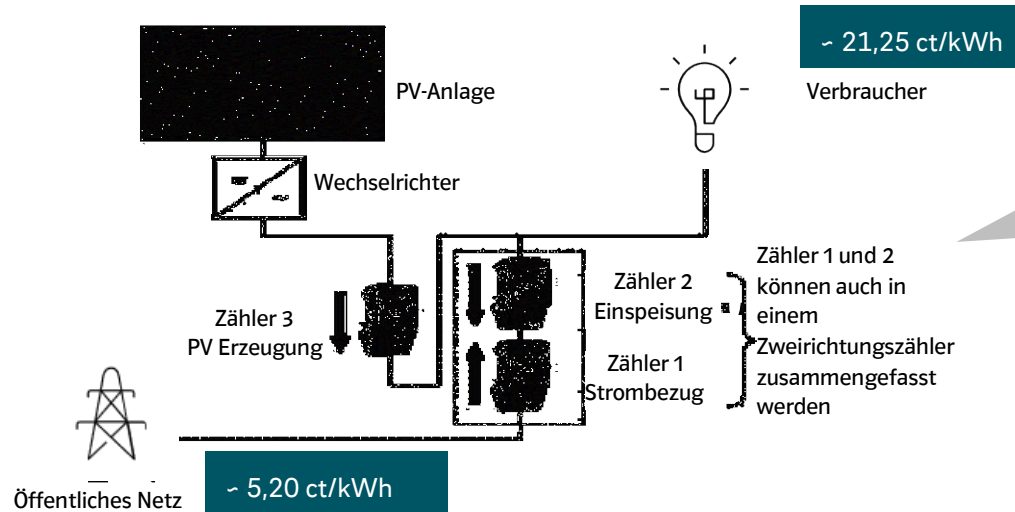 ~ 21,25 ct/kWh
PV-Anlage
Verbraucher
Wechselrichter
Zähler 3
PV Erzeugung
Zähler 2
Einspeisung
Zähler 1
Strombezug
Zähler 1 und 2
können auch in
einem
Zweirichtungszähler
zusammengefasst
werden
Öffentliches Netz
~ 5,20 ct/kWh